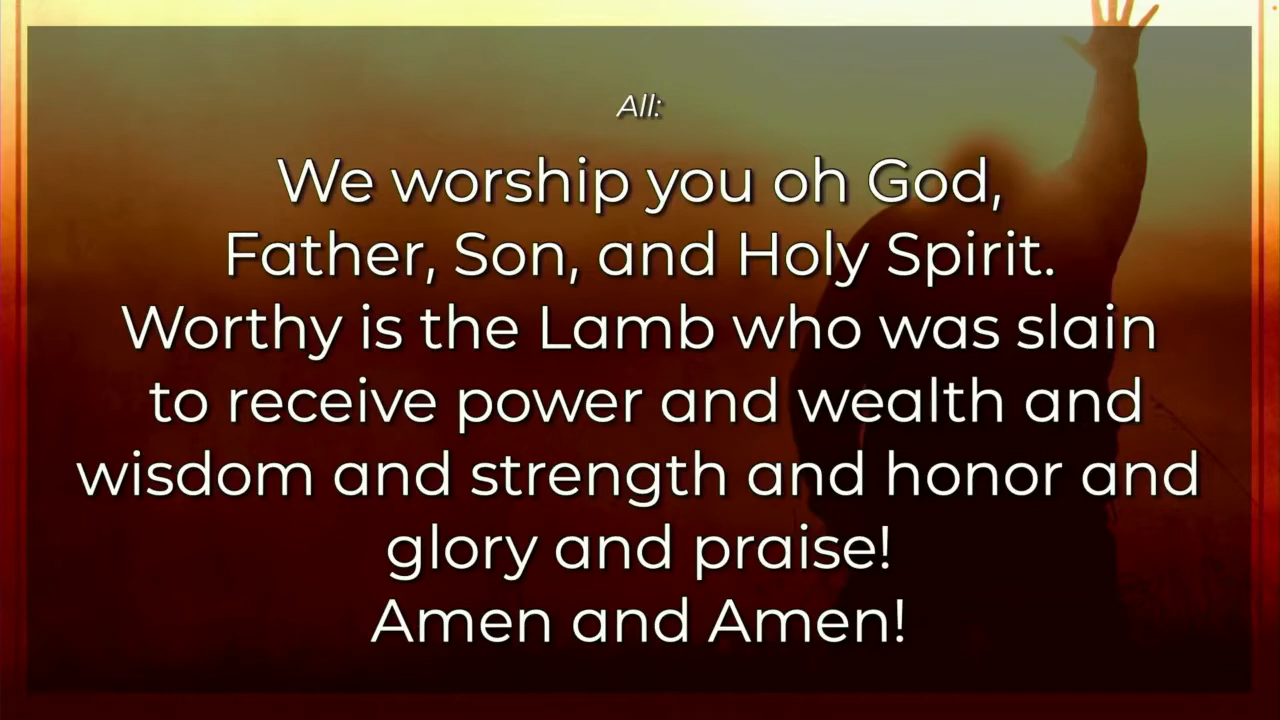 All:
We worship you oh God,
Father, Son, and Holy Spirit.
Worthy is the Lamb who was slain
to receive power and wealth and
wisdom and strength and honor and
glory and praise!
Amen and Amen!